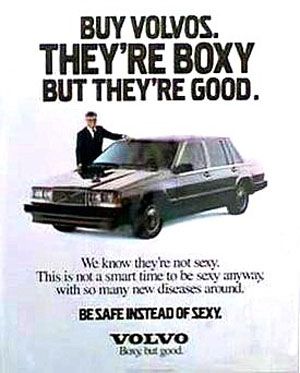 BUY VOLVOS.
THEY'RE BOXY
BUT THEY'RE GOOD.
We know they're not sexy.
This is not a smart time to be sexy anyway,
with so many new diseases around.
BE SAFE INSTEAD OF SEXY.
VOLVO
Boxy, but good.